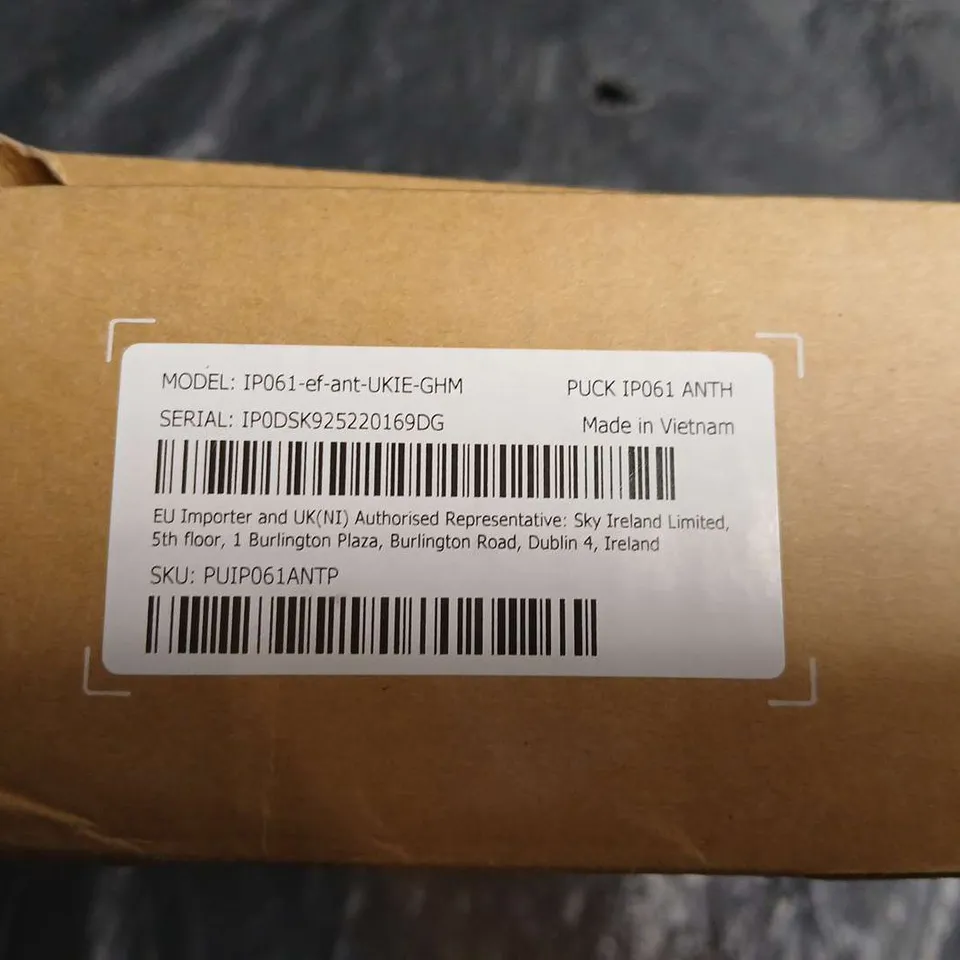 MODEL: IP061-ef-ant-UKIE-GHM
PUCK IP061 ANTH
SERIAL: IP0DSK925220169DG
Made in Vietnam
EU Importer and UK(NI) Authorised Representative: Sky Ireland Limited,
5th floor, 1 Burlington Plaza, Burlington Road, Dublin 4, Ireland
SKU: PUIP061ANTP